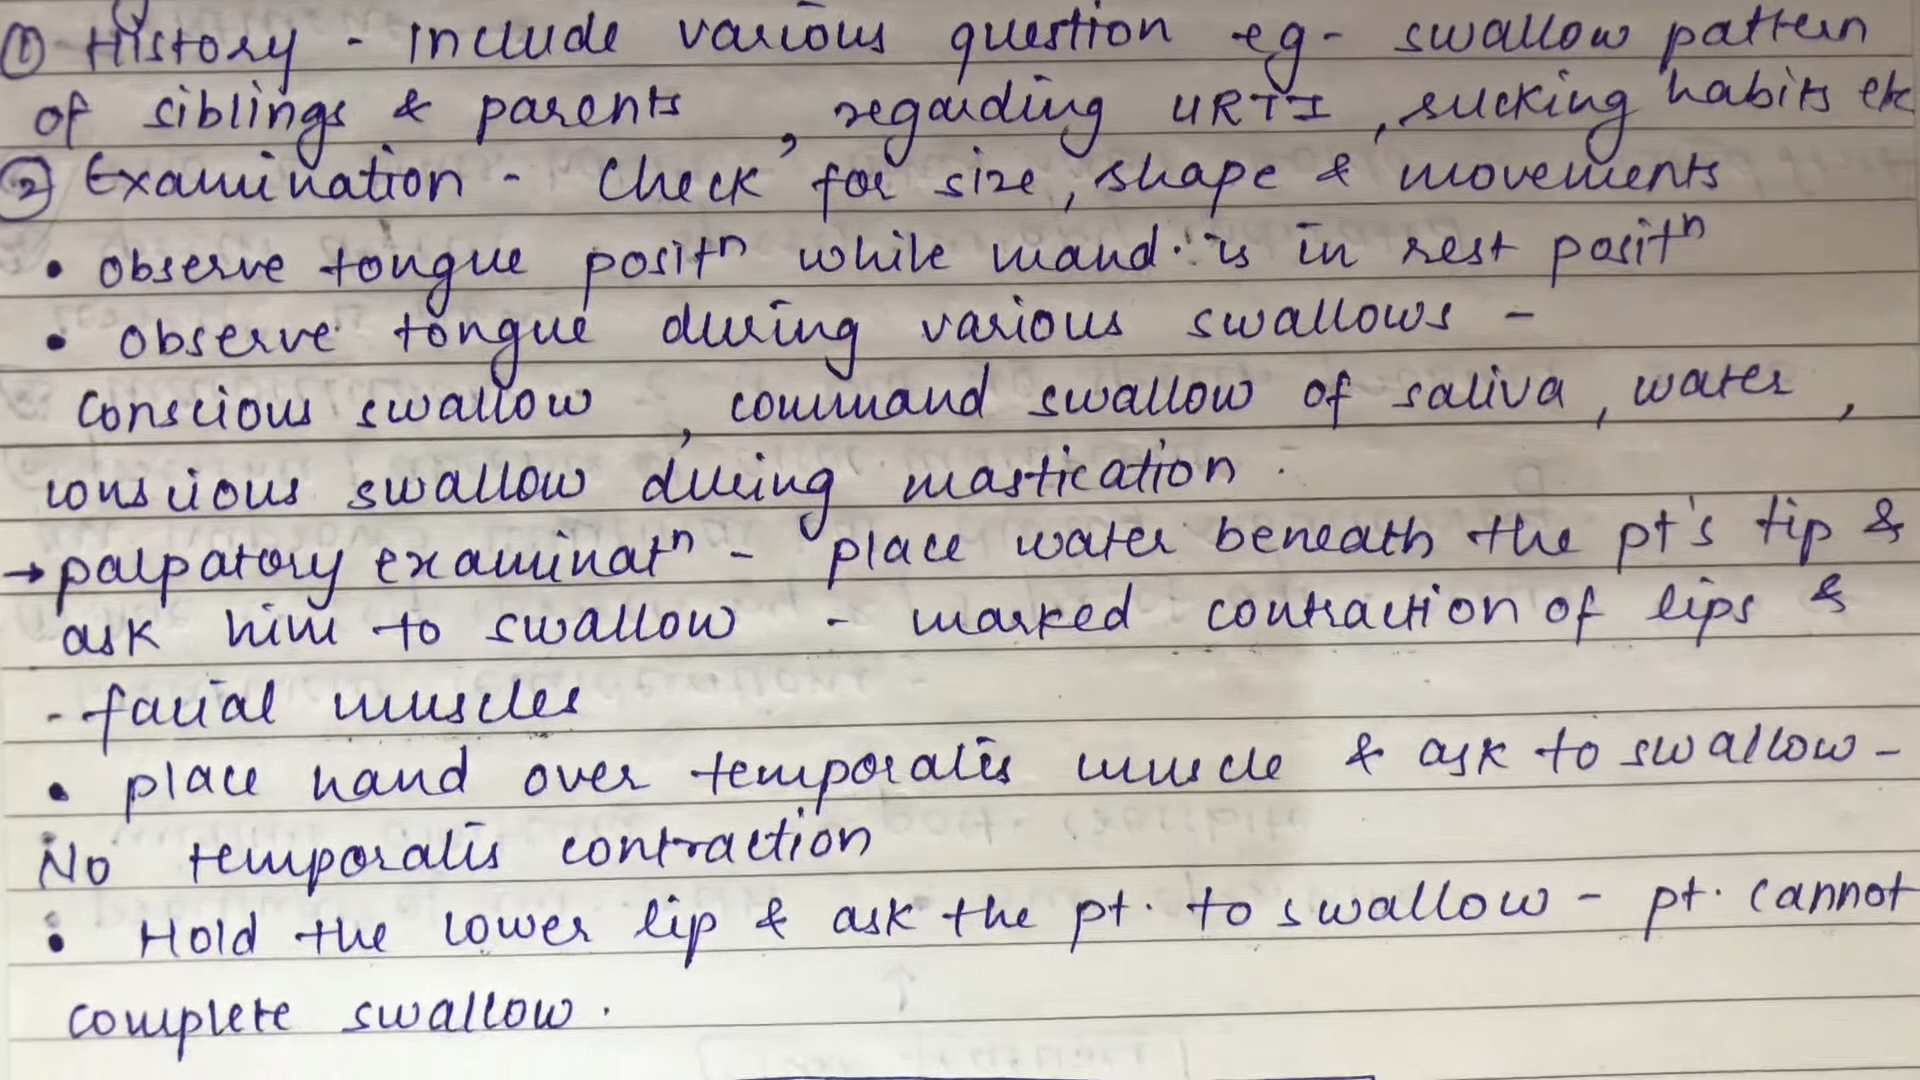 ① History - Include various question eg- swallow pattern
of siblings & parents, regarding URTI, sucking habits etc
② Examination - Check for size, shape & movements
• observe tongue positⁿ while mand. is in rest positⁿ
• observe tongue during various swallows -
conscious swallow, command swallow of saliva, water,
conscious swallow during mastication.
→ palpatory examinatⁿ - place water beneath the pt's tip &
ask him to swallow - marked contraction of lips &
- facial muscles
• place hand over temporalis muscle & ask to swallow -
No temporalis contraction
• Hold the lower lip & ask the pt. to swallow - pt. cannot
complete swallow.